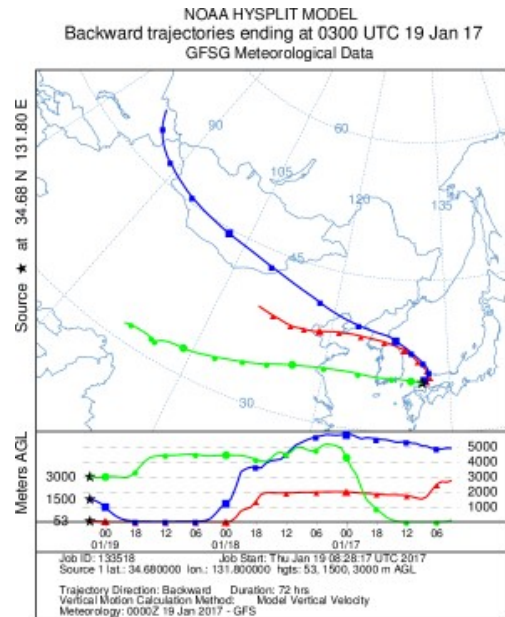 NOAA HYSPLIT MODEL
Backward trajectories ending at 0300 UTC 19 Jan 17
GFSG Meteorological Data
Source ★ at 34.68 N 131.80 E
90
60
105
120
135
45
30
Meters AGL
3000
1500
53
5000
4000
3000
2000
1000
00 18 12 06 00 18 12 06 00 18 12 06
01/19 01/18 01/17
Job ID: 133518 Job Start: Thu Jan 19 08:28:17 UTC 2017
Source 1 lat.: 34.680000 lon.: 131.800000 hgts: 53, 1500, 3000 m AGL
Trajectory Direction: Backward Duration: 72 hrs
Vertical Motion Calculation Method: Model Vertical Velocity
Meteorology: 0000Z 19 Jan 2017 - GFS